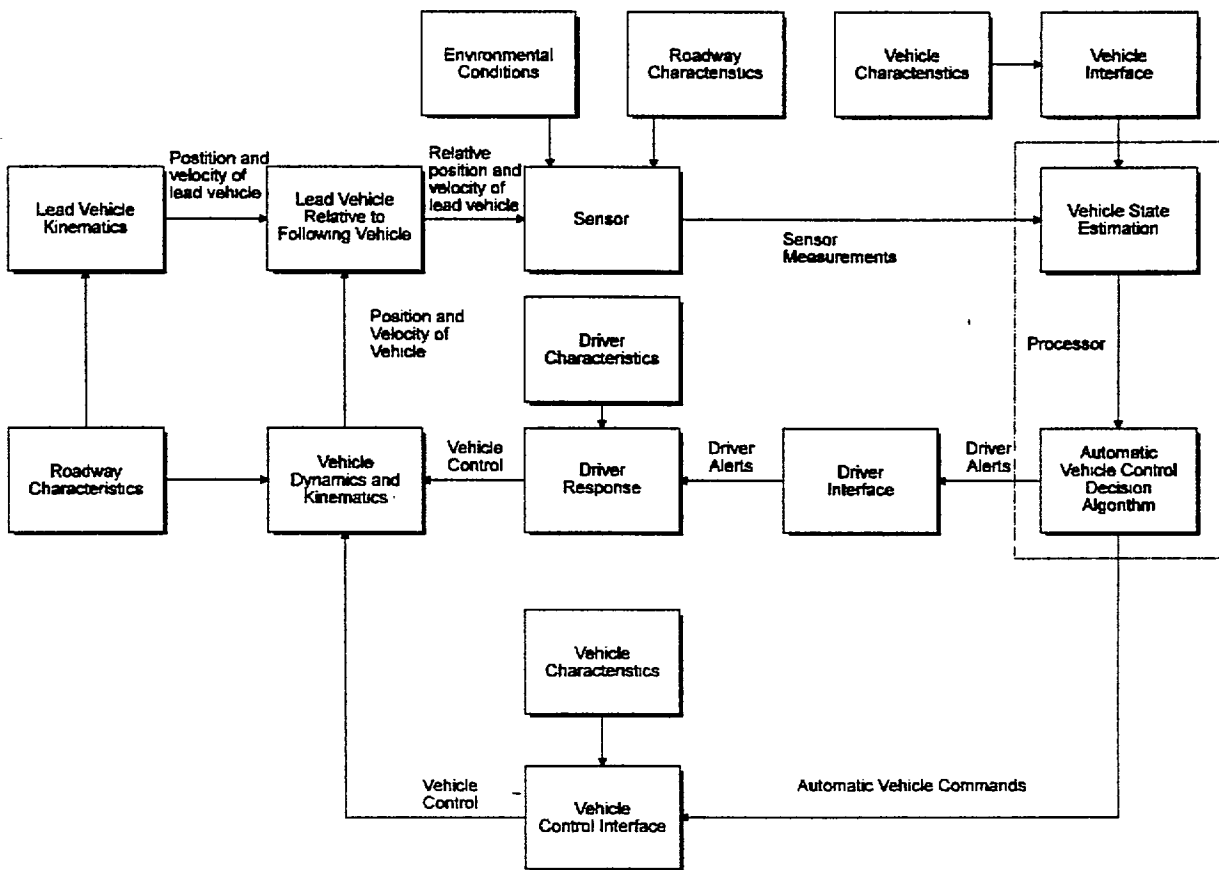 Environmental
Conditions
Roadway
Characteristics
Vehicle
Characteristics
Vehicle
Interface
Postition and
velocity of
lead vehicle
Relative
position and
velocity of
lead vehicle
Lead Vehicle
Kinematics
Lead Vehicle
Relative to
Following Vehicle
Sensor
Sensor
Measurements
Vehicle State
Estimation
Position and
Velocity of
Vehicle
Driver
Characteristics
Processor
Roadway
Characteristics
Vehicle
Dynamics and
Kinematics
Vehicle
Control
Driver
Response
Driver
Alerts
Driver
Interface
Driver
Alerts
Automatic
Vehicle Control
Decision
Algorithm
Vehicle
Characteristics
Vehicle
Control
Vehicle
Control Interface
Automatic Vehicle Commands